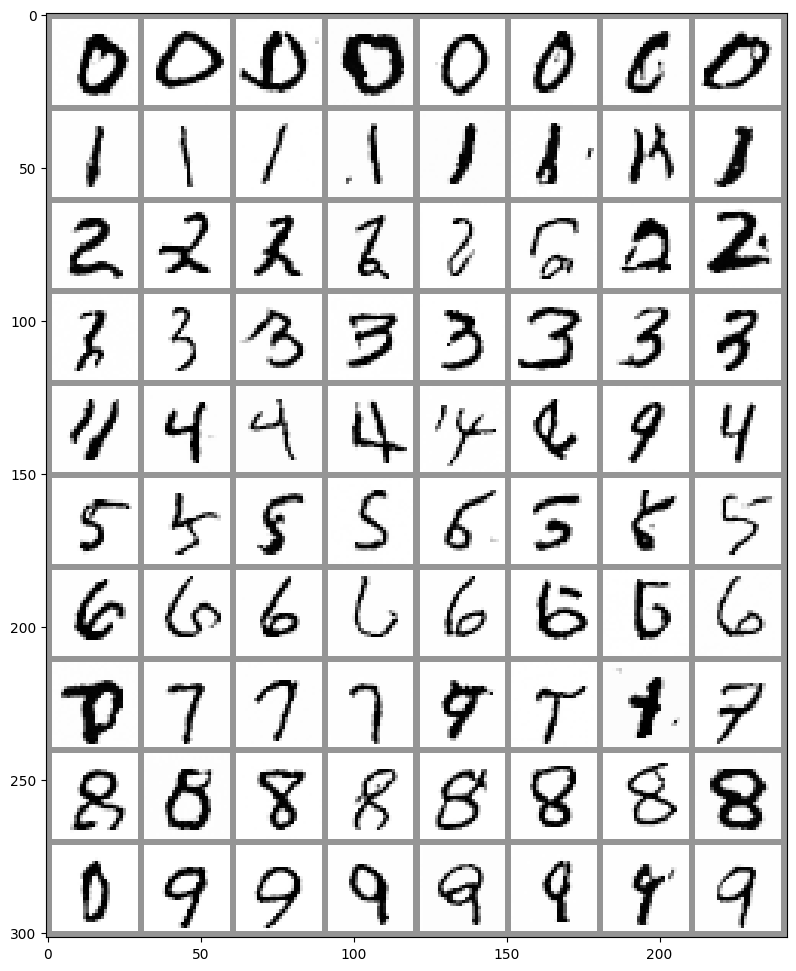 0
0 0 0 0 0 0 0 0
1 1 1 1 1 1
50
2 2 2 2 2 2
100
3 3 3 3 3 3 3 3
4 4 4 4 4
150
5 5 5 5 5 5
6 6 6 6 6 6 6
200
7 7 7 7
250
8 8 8 8 8 8 8 8
9 9 9 9 9 9 9
300
0 50 100 150 200